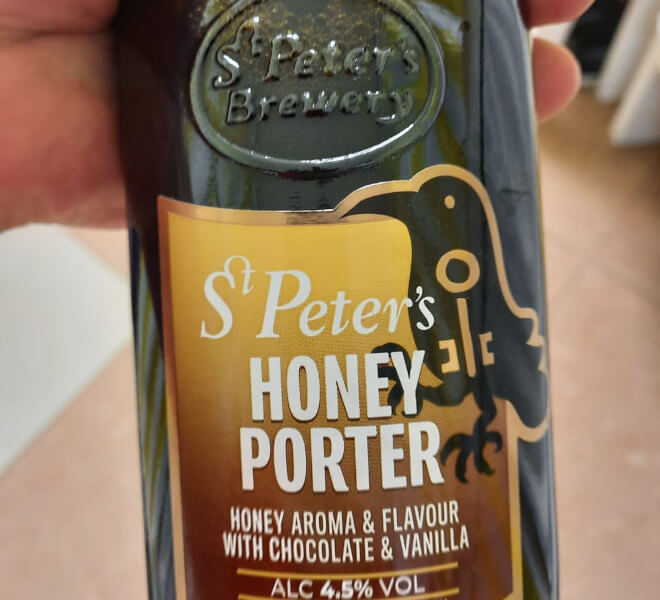 St Peter's
Brewery
St Peter's
HONEY
PORTER
HONEY AROMA & FLAVOUR
WITH CHOCOLATE & VANILLA
ALC 4.5% VOL